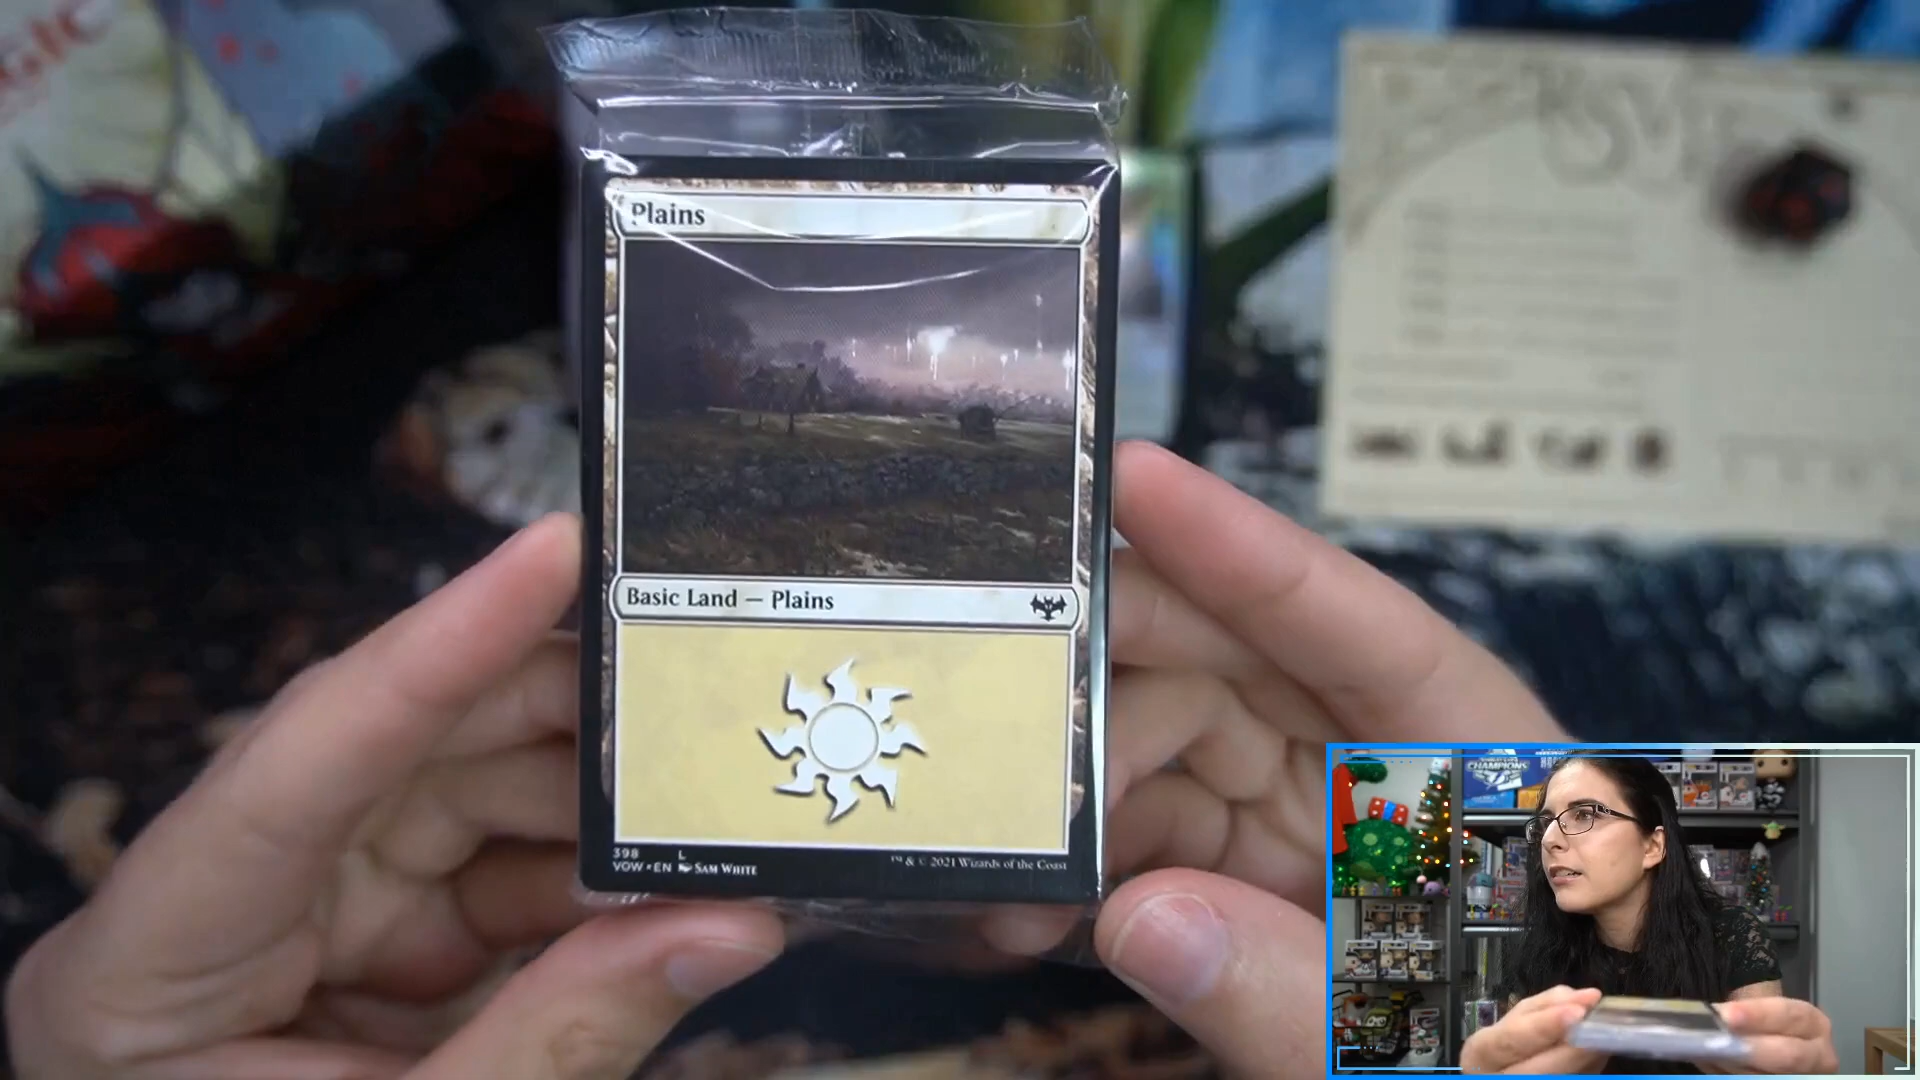 Plains
Basic Land — Plains
398 L
VOW • EN SAM WHITE
™ & © 2021 Wizards of the Coast
CHAMPIONS